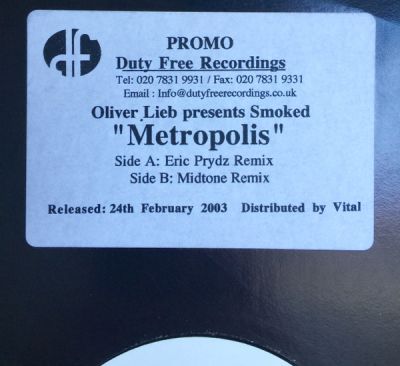 PROMO
Duty Free Recordings
Tel: 020 7831 9931 / Fax: 020 7831 9331
Email : Info@dutyfreerecordings.co.uk
Oliver Lieb presents Smoked
"Metropolis"
Side A: Eric Prydz Remix
Side B: Midtone Remix
Released: 24th February 2003 Distributed by Vital